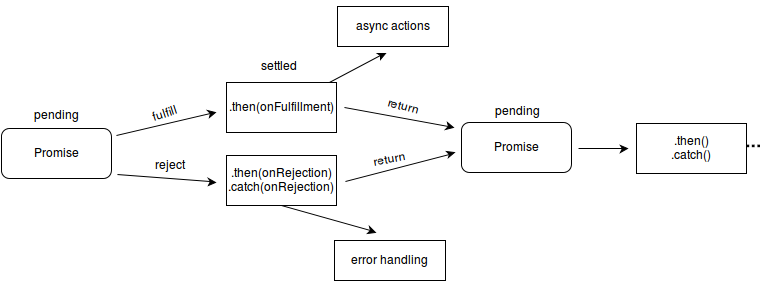 async actions
settled
pending
fulfill
.then(onFulfillment)
return
pending
Promise
reject
.then(onRejection)
.catch(onRejection)
return
Promise
.then()
.catch()
...
error handling